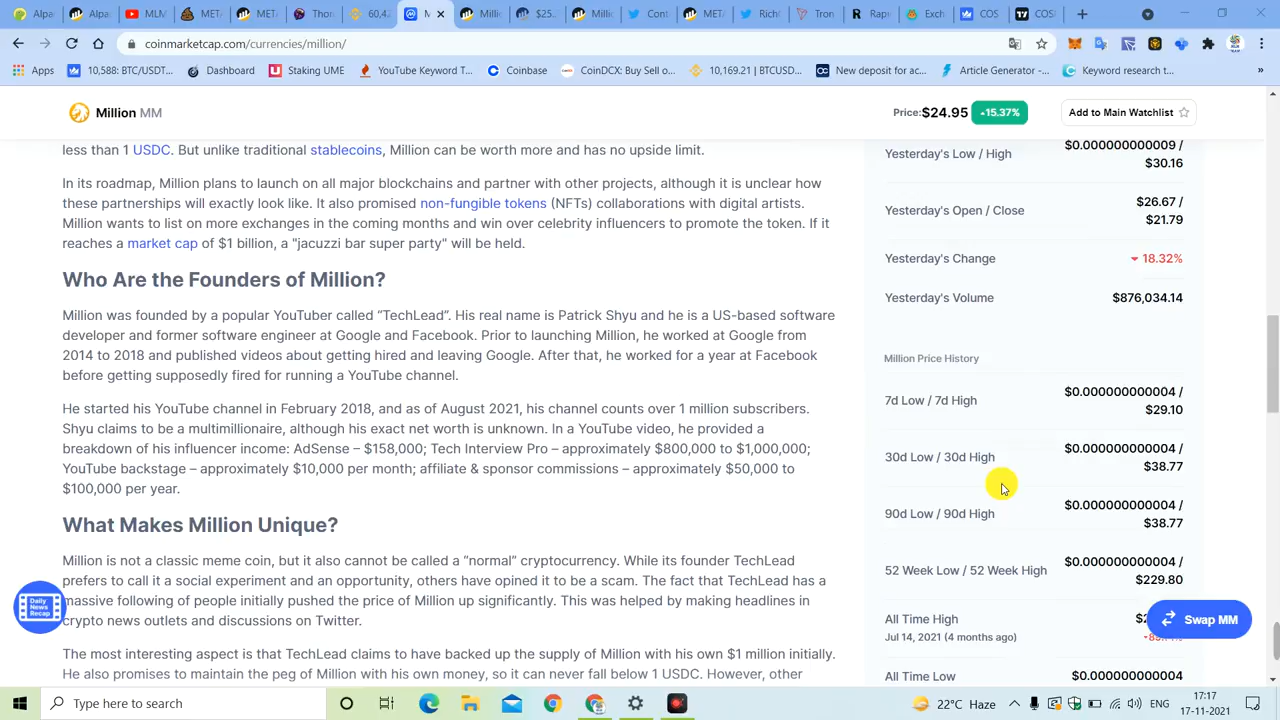 META
Apes
MLN
META
Apes
Trus
60,42
M
Millio
$25.
Millio
Cont
META
Rich
Tron
Rapi
Exch
COS
COS
coinmarketcap.com/currencies/million/
Apps
10,588: BTC/USDT...
Dashboard
Staking UME
YouTube Keyword T...
Coinbase
CoinDCX: Buy Sell o...
10,169.21 | BTCUSD...
New deposit for ac...
Article Generator -...
Keyword research t...
»
Million MM
Price:$24.95
15.37%
Add to Main Watchlist
less than 1 USDC. But unlike traditional stablecoins, Million can be worth more and has no upside limit.
In its roadmap, Million plans to launch on all major blockchains and partner with other projects, although it is unclear how
these partnerships will exactly look like. It also promised non-fungible tokens (NFTs) collaborations with digital artists.
Million wants to list on more exchanges in the coming months and win over celebrity influencers to promote the token. If it
reaches a market cap of $1 billion, a "jacuzzi bar super party" will be held.
Who Are the Founders of Million?
Million was founded by a popular YouTuber called “TechLead”. His real name is Patrick Shyu and he is a US-based software
developer and former software engineer at Google and Facebook. Prior to launching Million, he worked at Google from
2014 to 2018 and published videos about getting hired and leaving Google. After that, he worked for a year at Facebook
before getting supposedly fired for running a YouTube channel.
He started his YouTube channel in February 2018, and as of August 2021, his channel counts over 1 million subscribers.
Shyu claims to be a multimillionaire, although his exact net worth is unknown. In a YouTube video, he provided a
breakdown of his influencer income: AdSense – $158,000; Tech Interview Pro – approximately $800,000 to $1,000,000;
YouTube backstage – approximately $10,000 per month; affiliate & sponsor commissions – approximately $50,000 to
$100,000 per year.
What Makes Million Unique?
Million is not a classic meme coin, but it also cannot be called a “normal” cryptocurrency. While its founder TechLead
prefers to call it a social experiment and an opportunity, others have opined it to be a scam. The fact that TechLead has a
massive following of people initially pushed the price of Million up significantly. This was helped by making headlines in
crypto news outlets and discussions on Twitter.
The most interesting aspect is that TechLead claims to have backed up the supply of Million with his own $1 million initially.
He also promises to maintain the peg of Million with his own money, so it can never fall below 1 USDC. However, other
Yesterday's Low / High
$0.000000000009 /
$30.16
Yesterday's Open / Close
$26.67 /
$21.79
Yesterday's Change
18.32%
Yesterday's Volume
$876,034.14
Million Price History
7d Low / 7d High
$0.000000000004 /
$29.10
30d Low / 30d High
$0.000000000004 /
$38.77
90d Low / 90d High
$0.000000000004 /
$38.77
52 Week Low / 52 Week High
$0.000000000004 /
$229.80
All Time High
Jul 14, 2021 (4 months ago)
All Time Low
$0.000000000004
Swap MM
Daily
News
Recap
Type here to search
22°C Haze
ENG
17:17
17-11-2021